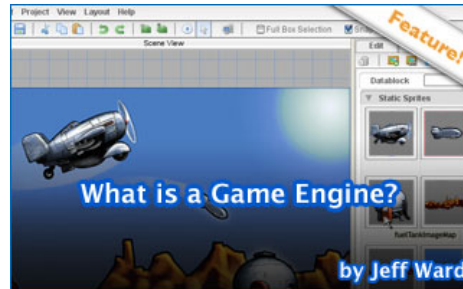 Project View Layout Help
Feature!
Full Box Selection
Scene View
Edit
Datablock
Static Sprites
What is a Game Engine?
fuelTankImageMap
by Jeff Ward